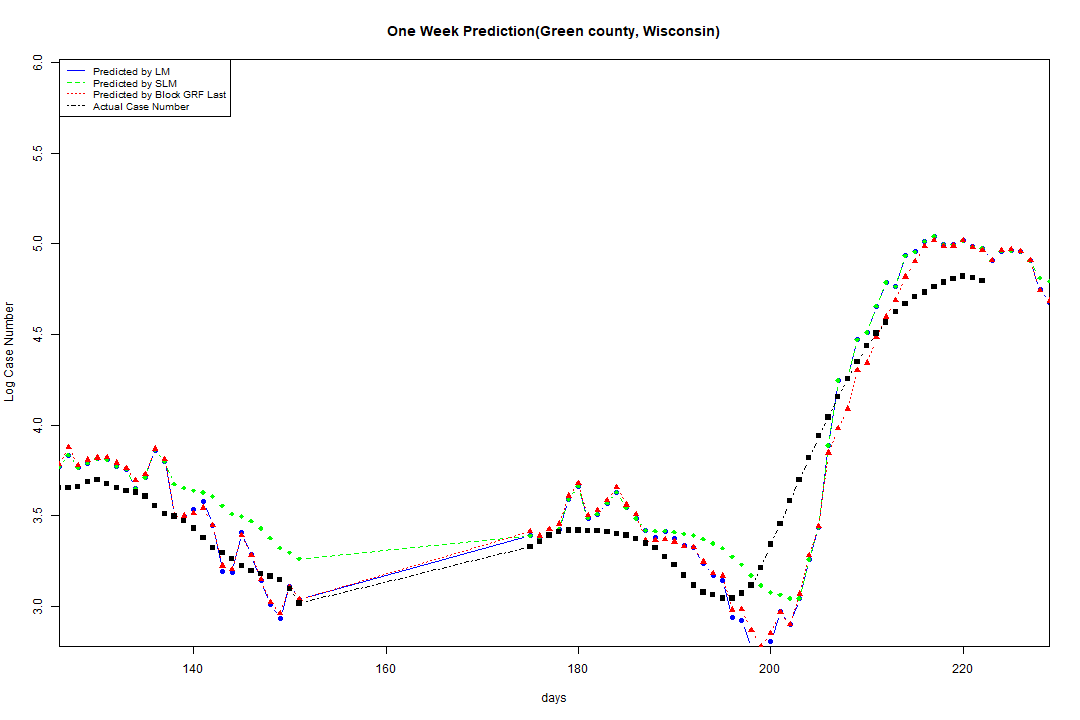 One Week Prediction(Green county, Wisconsin)
Predicted by LM
Predicted by SLM
Predicted by Block GRF Last
Actual Case Number
6.0
5.5
5.0
4.5
4.0
3.5
3.0
Log Case Number
140 160 180 200 220
days